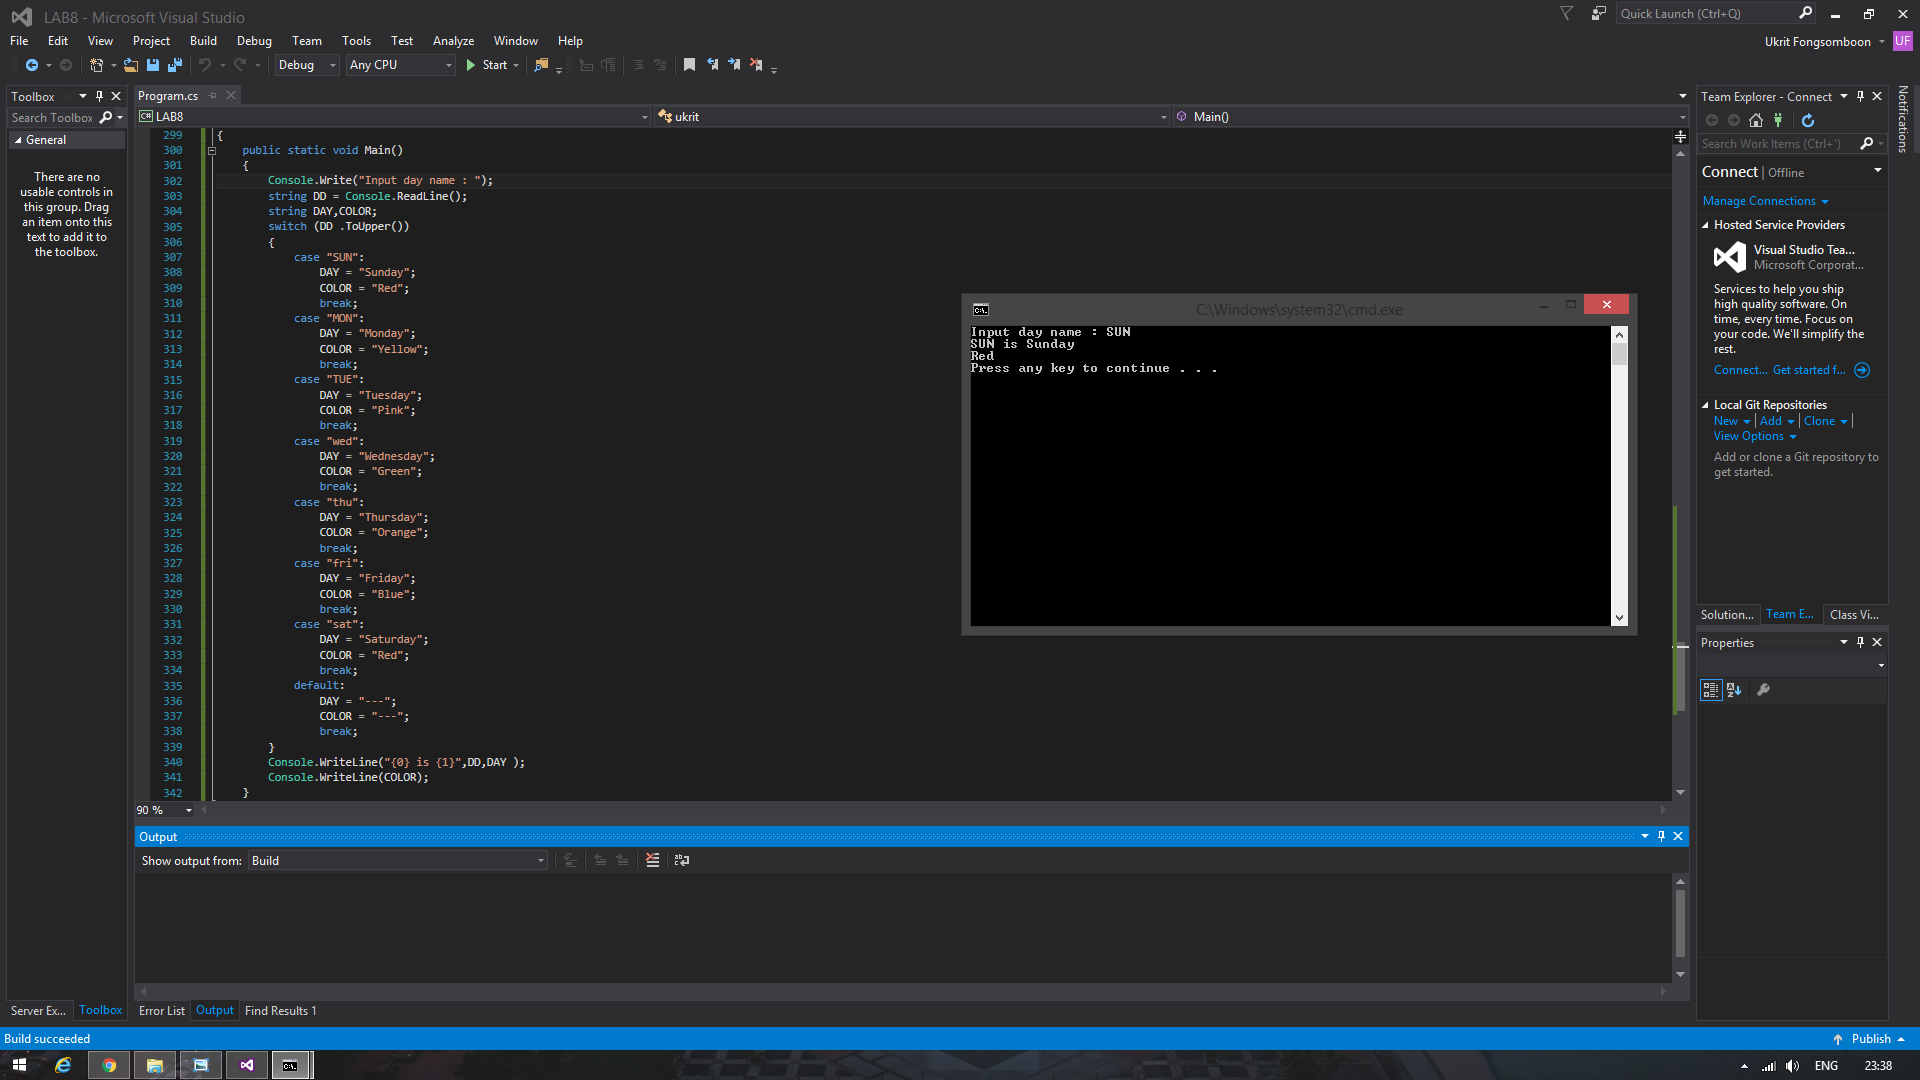 LAB8 - Microsoft Visual Studio
Quick Launch (Ctrl+Q)
File Edit View Project Build Debug Team Tools Test Analyze Window Help
Ukrit Fongsomboon UF
Debug Any CPU Start
Toolbox
Search Toolbox
General
There are no
usable controls in
this group. Drag
an item onto this
text to add it to
the toolbox.
Program.cs
LAB8 ukrit Main()
299 {
300 public static void Main()
301 {
302 Console.Write("Input day name : ");
303 string DD = Console.ReadLine();
304 string DAY,COLOR;
305 switch (DD .ToUpper())
306 {
307 case "SUN":
308 DAY = "Sunday";
309 COLOR = "Red";
310 break;
311 case "MON":
312 DAY = "Monday";
313 COLOR = "Yellow";
314 break;
315 case "TUE":
316 DAY = "Tuesday";
317 COLOR = "Pink";
318 break;
319 case "wed":
320 DAY = "Wednesday";
321 COLOR = "Green";
322 break;
323 case "thu":
324 DAY = "Thursday";
325 COLOR = "Orange";
326 break;
327 case "fri":
328 DAY = "Friday";
329 COLOR = "Blue";
330 break;
331 case "sat":
332 DAY = "Saturday";
333 COLOR = "Red";
334 break;
335 default:
336 DAY = "---";
337 COLOR = "---";
338 break;
339 }
340 Console.WriteLine("{0} is {1}",DD,DAY );
341 Console.WriteLine(COLOR);
342 }
90 %
C:\Windows\system32\cmd.exe
Input day name : SUN
SUN is Sunday
Red
Press any key to continue . . .
Output
Show output from: Build
Server Ex... Toolbox
Error List Output Find Results 1
Team Explorer - Connect
Search Work Items (Ctrl+')
Connect | Offline
Manage Connections
Hosted Service Providers
Visual Studio Tea...
Microsoft Corporat...
Services to help you ship
high quality software. On
time, every time. Focus on
your code. We'll simplify the
rest.
Connect... Get started f...
Local Git Repositories
New Add Clone
View Options
Add or clone a Git repository to
get started.
Solution... Team E... Class Vi...
Properties
Notifications
Build succeeded
Publish
ENG 23:38